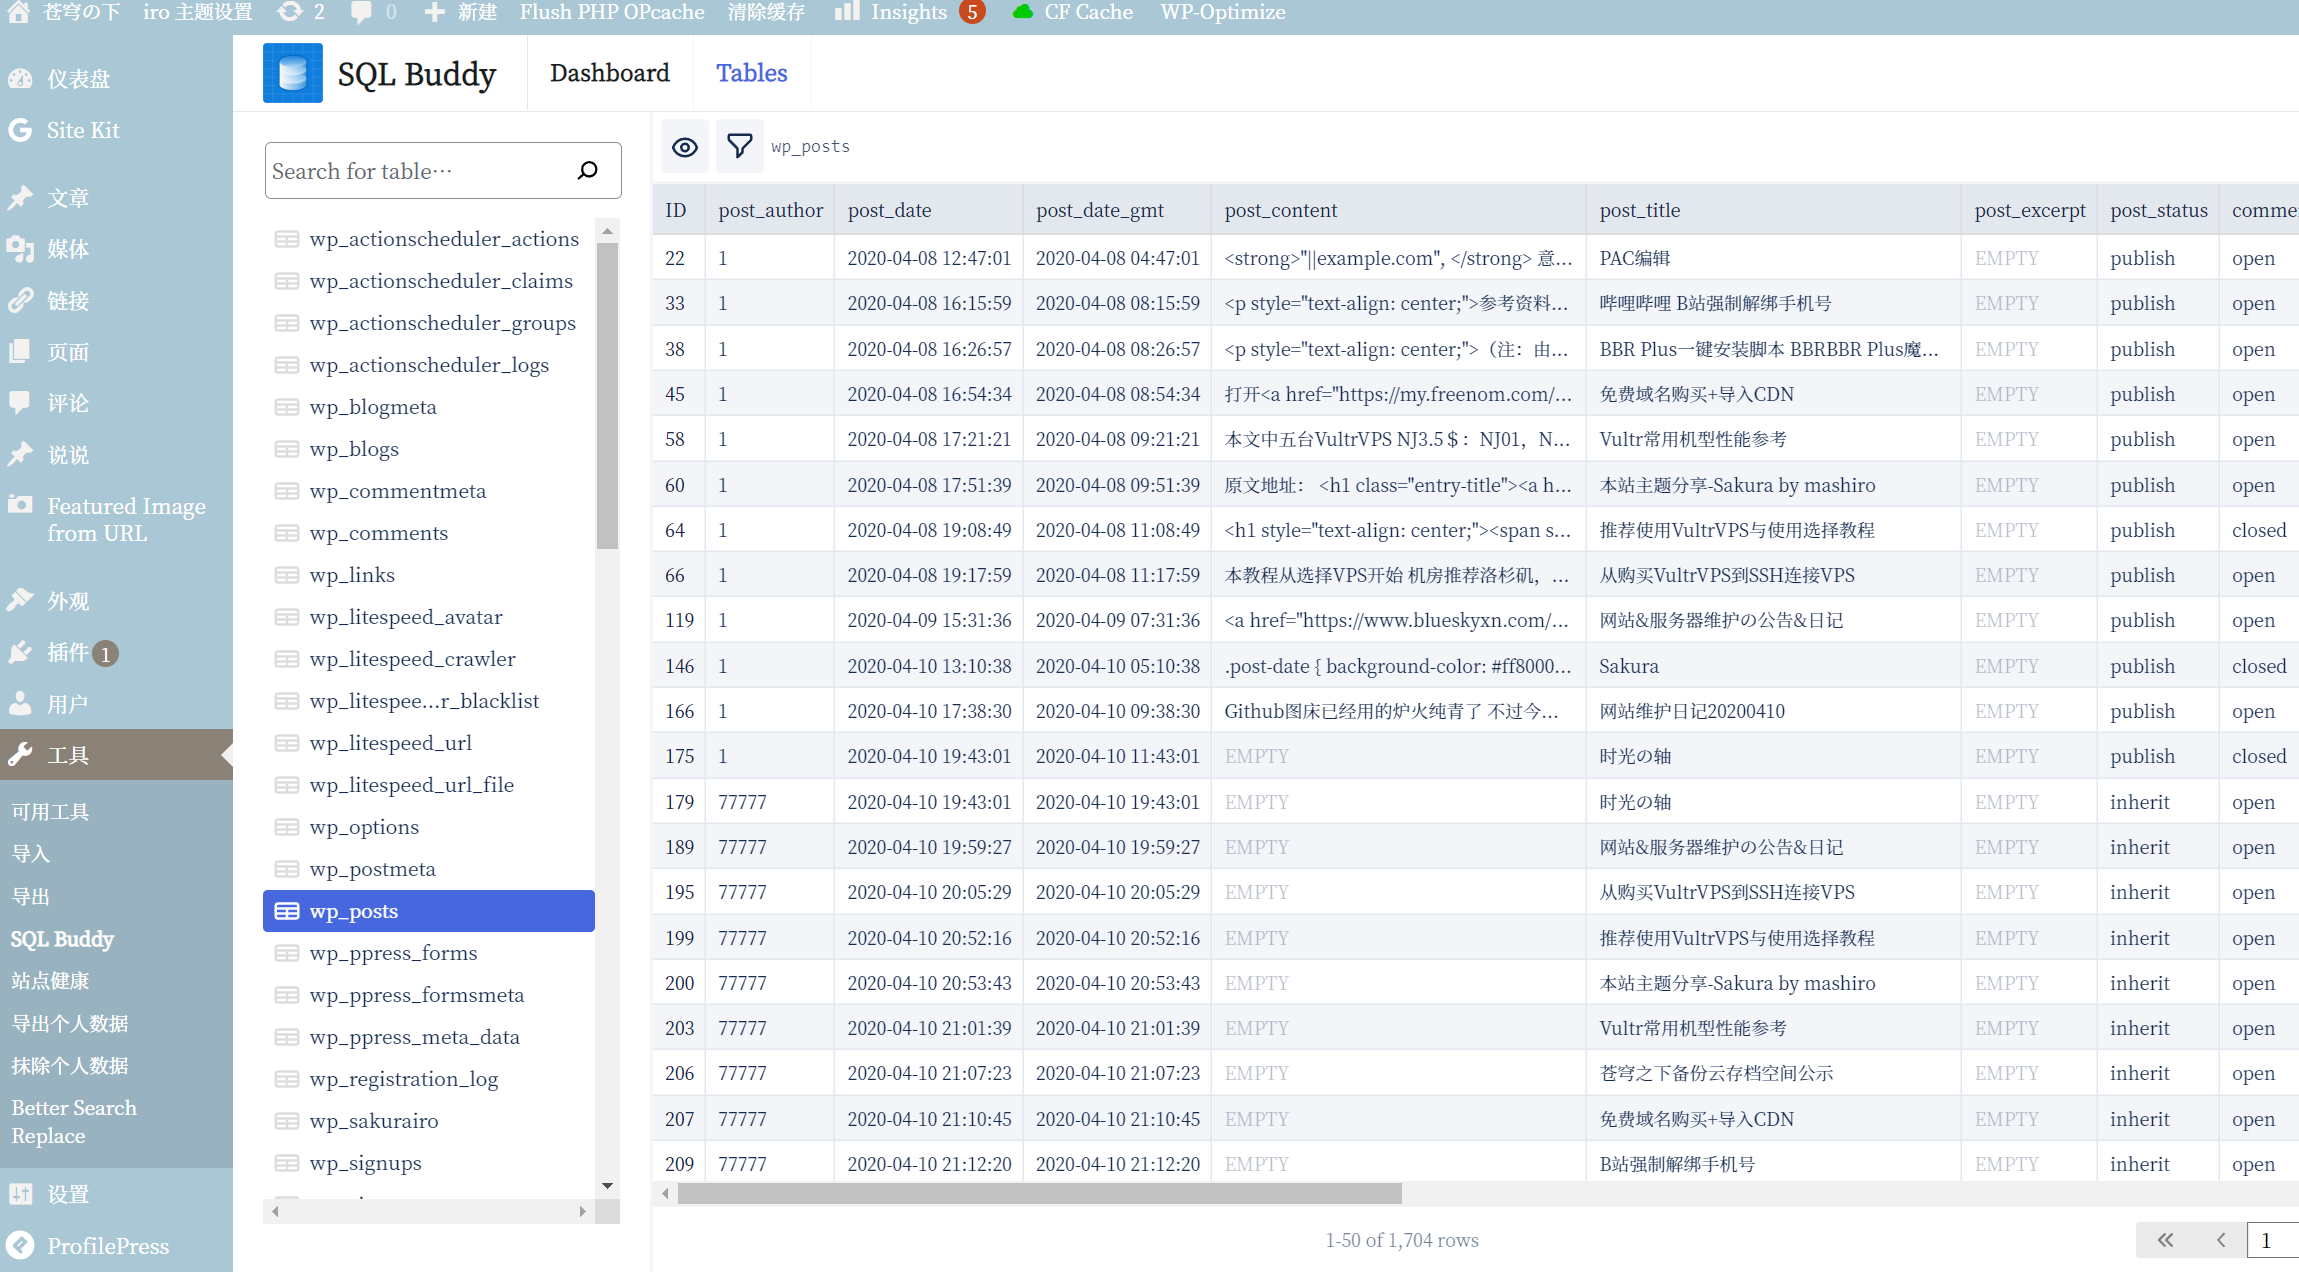 苍穹の下 iro 主题设置 2 0 新建 Flush PHP OPcache 清除缓存 Insights 5 CF Cache WP-Optimize
仪表盘
Site Kit
文章
媒体
链接
页面
评论
说说
Featured Image
from URL
外观
插件 1
用户
工具
可用工具
导入
导出
SQL Buddy
站点健康
导出个人数据
抹除个人数据
Better Search
Replace
设置
ProfilePress
SQL Buddy Dashboard Tables
Search for table…
wp_actionscheduler_actions
wp_actionscheduler_claims
wp_actionscheduler_groups
wp_actionscheduler_logs
wp_blogmeta
wp_blogs
wp_commentmeta
wp_comments
wp_links
wp_litespeed_avatar
wp_litespeed_crawler
wp_litespee...r_blacklist
wp_litespeed_url
wp_litespeed_url_file
wp_options
wp_postmeta
wp_posts
wp_ppress_forms
wp_ppress_formsmeta
wp_ppress_meta_data
wp_registration_log
wp_sakurairo
wp_signups
wp_posts
ID post_author post_date post_date_gmt post_content post_title post_excerpt post_status comme
22 1 2020-04-08 12:47:01 2020-04-08 04:47:01 <strong>"||example.com", </strong> 意... PAC编辑 EMPTY publish open
33 1 2020-04-08 16:15:59 2020-04-08 08:15:59 <p style="text-align: center;">参考资料... 哔哩哔哩 B站强制解绑手机号 EMPTY publish open
38 1 2020-04-08 16:26:57 2020-04-08 08:26:57 <p style="text-align: center;">（注：由... BBR Plus一键安装脚本 BBRBBR Plus魔... EMPTY publish open
45 1 2020-04-08 16:54:34 2020-04-08 08:54:34 打开<a href="https://my.freenom.com/... 免费域名购买+导入CDN EMPTY publish open
58 1 2020-04-08 17:21:21 2020-04-08 09:21:21 本文中五台VultrVPS NJ3.5＄：NJ01，N... Vultr常用机型性能参考 EMPTY publish open
60 1 2020-04-08 17:51:39 2020-04-08 09:51:39 原文地址： <h1 class="entry-title"><a h... 本站主题分享-Sakura by mashiro EMPTY publish open
64 1 2020-04-08 19:08:49 2020-04-08 11:08:49 <h1 style="text-align: center;"><span s... 推荐使用VultrVPS与使用选择教程 EMPTY publish closed
66 1 2020-04-08 19:17:59 2020-04-08 11:17:59 本教程从选择VPS开始 机房推荐洛杉矶，... 从购买VultrVPS到SSH连接VPS EMPTY publish open
119 1 2020-04-09 15:31:36 2020-04-09 07:31:36 <a href="https://www.blueskyxn.com/... 网站&服务器维护の公告&日记 EMPTY publish open
146 1 2020-04-10 13:10:38 2020-04-10 05:10:38 .post-date { background-color: #ff8000... Sakura EMPTY publish closed
166 1 2020-04-10 17:38:30 2020-04-10 09:38:30 Github图床已经用的炉火纯青了 不过今... 网站维护日记20200410 EMPTY publish open
175 1 2020-04-10 19:43:01 2020-04-10 11:43:01 EMPTY 时光の轴 EMPTY publish closed
179 77777 2020-04-10 19:43:01 2020-04-10 19:43:01 EMPTY 时光の轴 EMPTY inherit open
189 77777 2020-04-10 19:59:27 2020-04-10 19:59:27 EMPTY 网站&服务器维护の公告&日记 EMPTY inherit open
195 77777 2020-04-10 20:05:29 2020-04-10 20:05:29 EMPTY 从购买VultrVPS到SSH连接VPS EMPTY inherit open
199 77777 2020-04-10 20:52:16 2020-04-10 20:52:16 EMPTY 推荐使用VultrVPS与使用选择教程 EMPTY inherit open
200 77777 2020-04-10 20:53:43 2020-04-10 20:53:43 EMPTY 本站主题分享-Sakura by mashiro EMPTY inherit open
203 77777 2020-04-10 21:01:39 2020-04-10 21:01:39 EMPTY Vultr常用机型性能参考 EMPTY inherit open
206 77777 2020-04-10 21:07:23 2020-04-10 21:07:23 EMPTY 苍穹之下备份云存档空间公示 EMPTY inherit open
207 77777 2020-04-10 21:10:45 2020-04-10 21:10:45 EMPTY 免费域名购买+导入CDN EMPTY inherit open
209 77777 2020-04-10 21:12:20 2020-04-10 21:12:20 EMPTY B站强制解绑手机号 EMPTY inherit open
1-50 of 1,704 rows
1